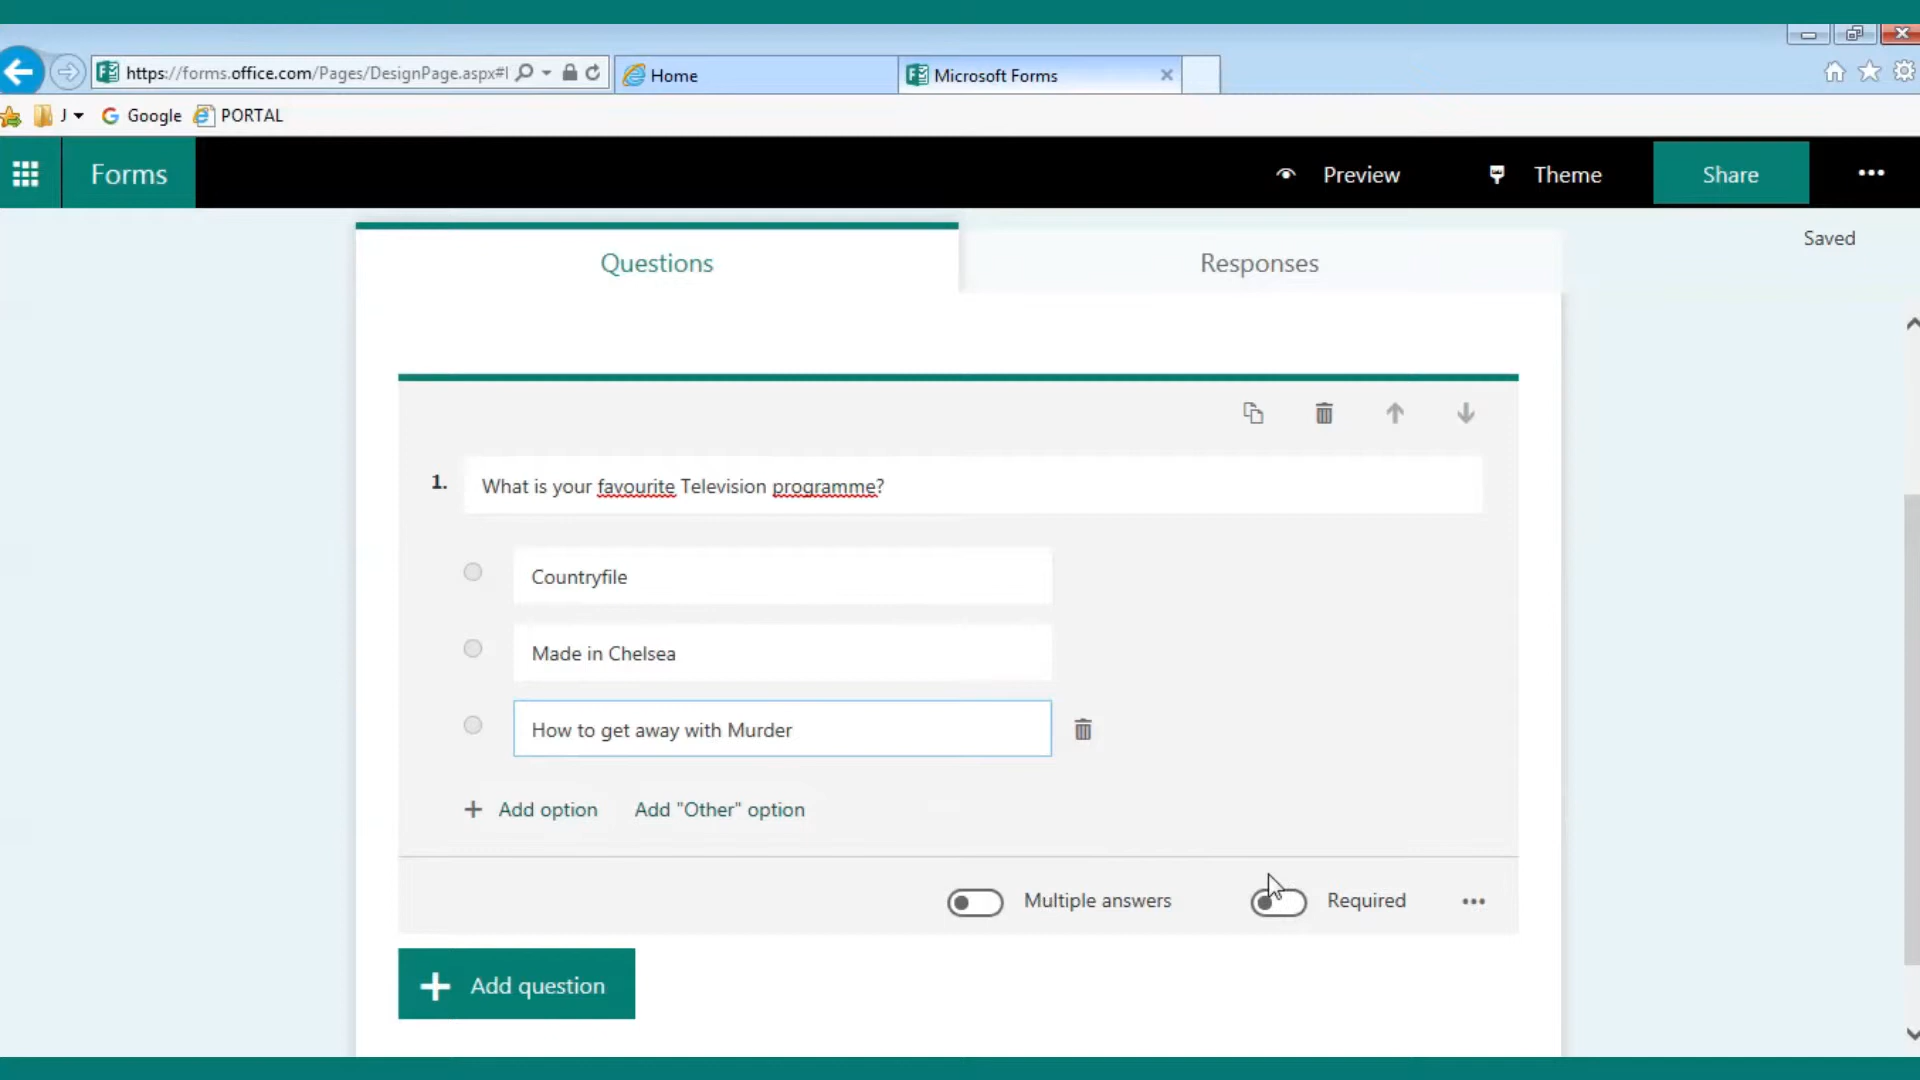 https://forms.office.com/Pages/DesignPage.aspx#
Home
Microsoft Forms
J
Google
PORTAL
Forms
Preview
Theme
Share
Saved
Questions
Responses
1.
What is your favourite Television programme?
Countryfile
Made in Chelsea
How to get away with Murder
Add option
Add "Other" option
Multiple answers
Required
Add question